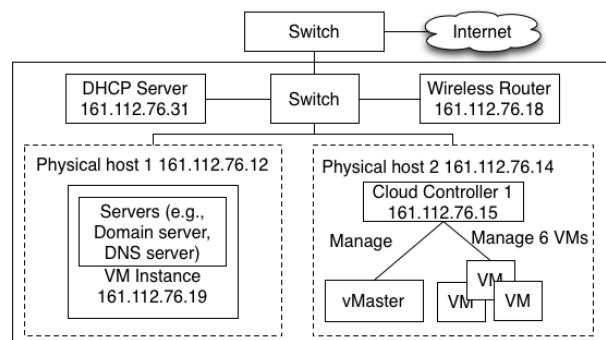 Switch
Internet
DHCP Server
161.112.76.31
Switch
Wireless Router
161.112.76.18
Physical host 1 161.112.76.12
Servers (e.g.,
Domain server,
DNS server)
VM Instance
161.112.76.19
Physical host 2 161.112.76.14
Cloud Controller 1
161.112.76.15
Manage
Manage 6 VMs
vMaster
VM
VM
VM